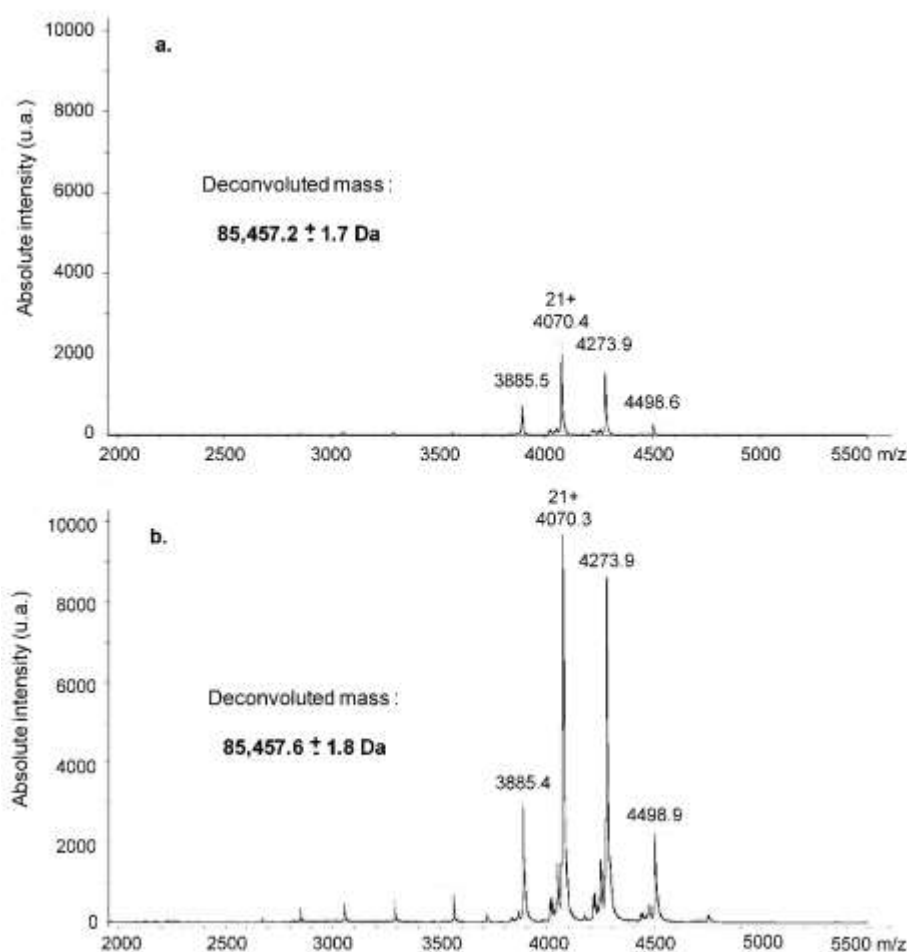 10000
a.
8000
Absolute intensity (u.a.)
Deconvoluted mass :
6000
85,457.2 ± 1.7 Da
4000
21+
4070.4
2000
3885.5
4273.9
4498.6
0
2000 2500 3000 3500 4000 4500 5000 5500 m/z
21+
10000
4070.3
b.
4273.9
8000
Absolute intensity (u.a.)
6000
Deconvoluted mass :
85,457.6 ± 1.8 Da
4000
3885.4
4498.9
2000
0
2000 2500 3000 3500 4000 4500 5000 5500 m/z